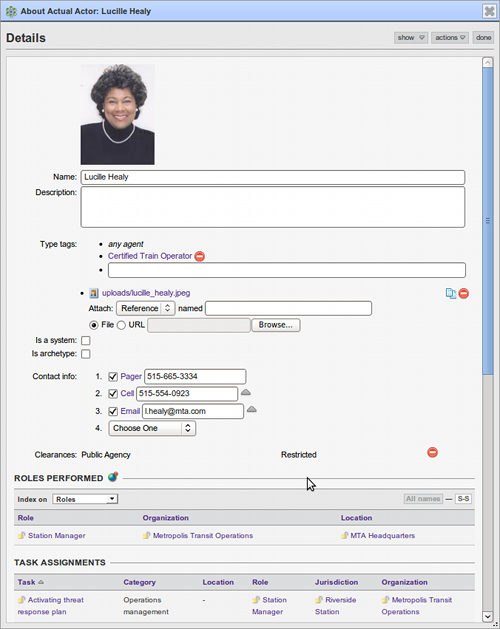 About Actual Actor: Lucille Healy
Details
show actions done
Name: Lucille Healy
Description:
Type tags: • any agent
• Certified Train Operator
•
• uploads/lucille_healy.jpeg
Attach: Reference named
File URL Browse...
Is a system:
Is archetype:
Contact info: 1. Pager 515-665-3334
2. Cell 515-554-0923
3. Email l.healy@mta.com
4. Choose One
Clearances: Public Agency Restricted
ROLES PERFORMED
Index on Roles All names — S-S
Role Organization Location
Station Manager Metropolis Transit Operations MTA Headquarters
TASK ASSIGNMENTS
Task Category Location Role Jurisdiction Organization
Activating threat Operations - Station Riverside Metropolis Transit
response plan management Manager Station Operations